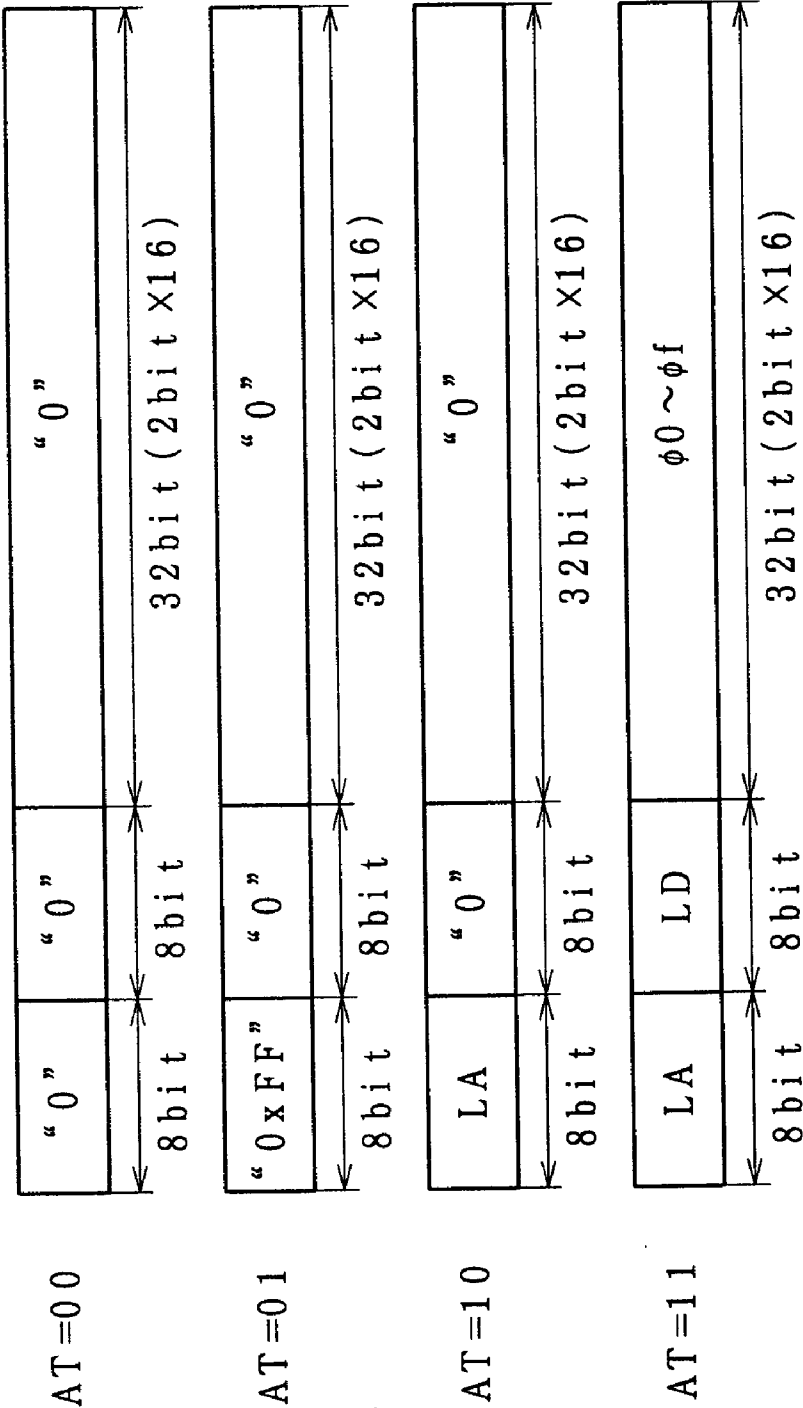 AT=00
“0” “0” “0”
8bit 8bit 32bit(2bit×16)
AT=01
“0xFF” “0” “0”
8bit 8bit 32bit(2bit×16)
AT=10
LA “0” “0”
8bit 8bit 32bit(2bit×16)
AT=11
LA LD φ0～φf
8bit 8bit 32bit(2bit×16)